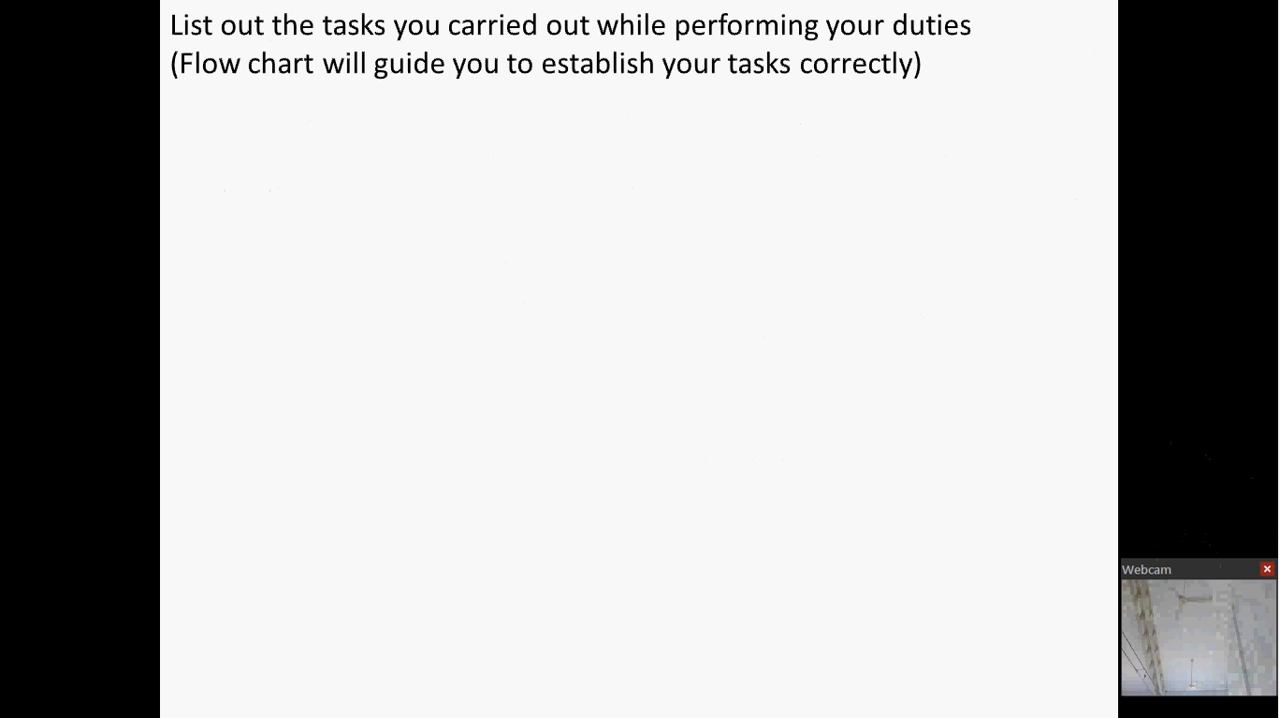 List out the tasks you carried out while performing your duties
(Flow chart will guide you to establish your tasks correctly)
Webcam